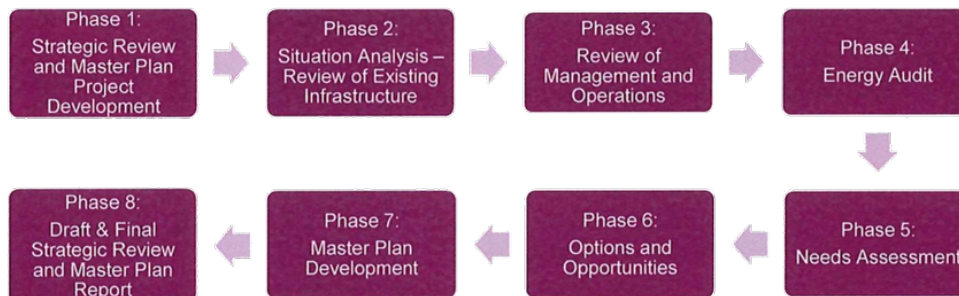 Phase 1:
Strategic Review
and Master Plan
Project
Development
Phase 2:
Situation Analysis –
Review of Existing
Infrastructure
Phase 3:
Review of
Management and
Operations
Phase 4:
Energy Audit
Phase 5:
Needs Assessment
Phase 6:
Options and
Opportunities
Phase 7:
Master Plan
Development
Phase 8:
Draft & Final
Strategic Review
and Master Plan
Report